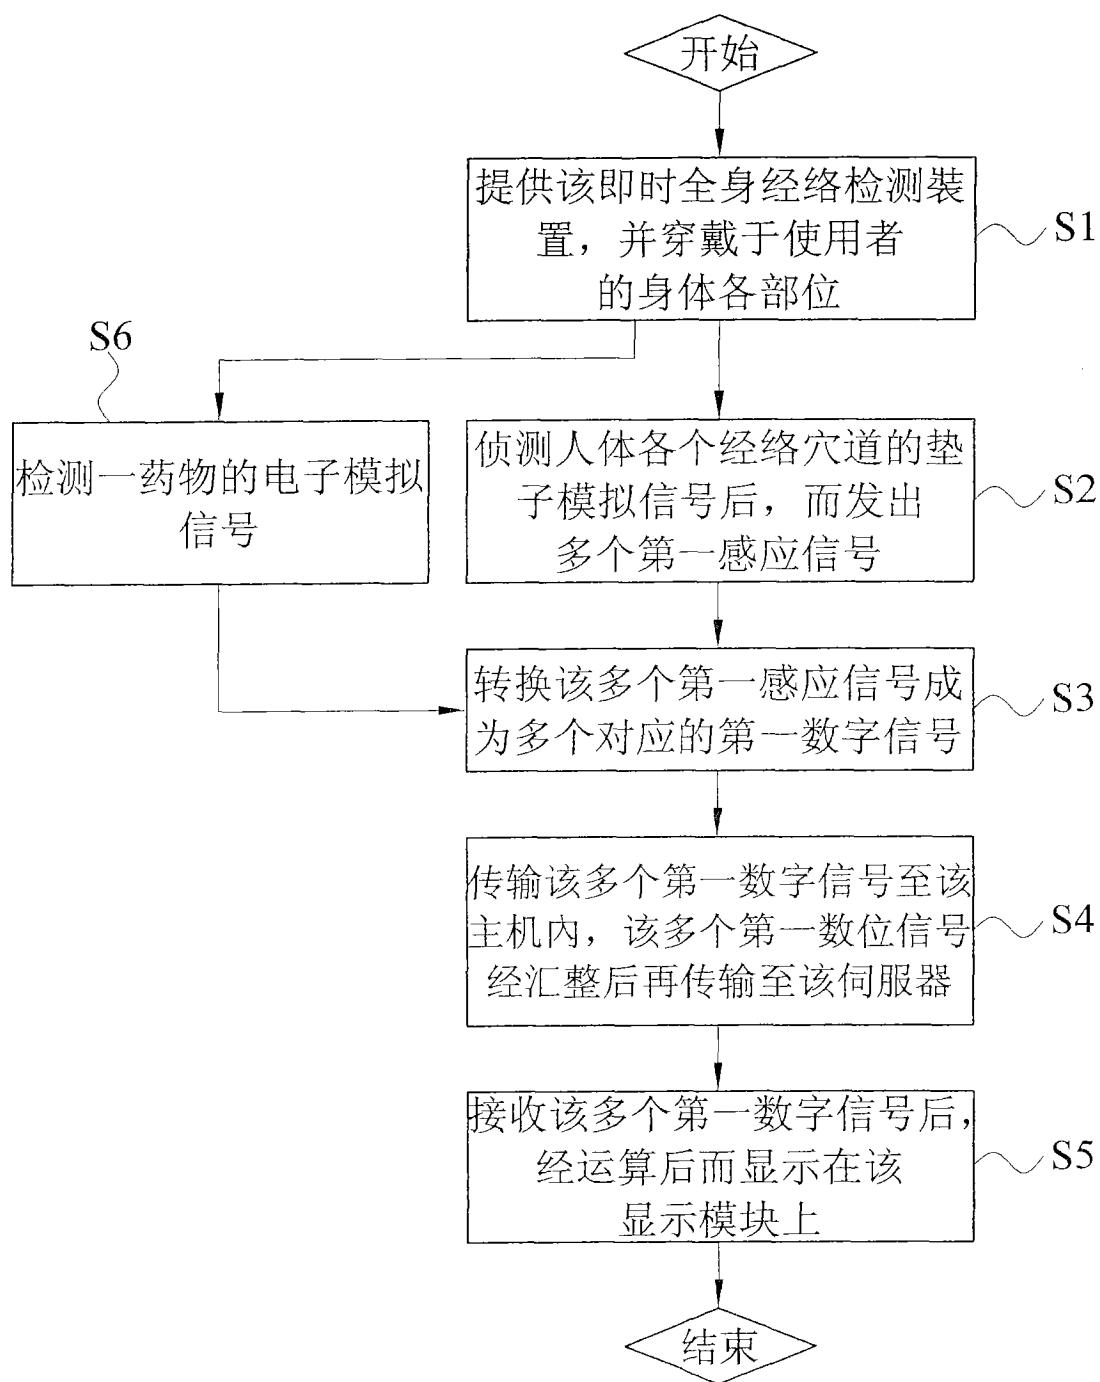 开始
提供该即时全身经络检测装
置，并穿戴于使用者
的身体各部位
S1
S6
检测一药物的电子模拟
信号
侦测人体各个经络穴道的垫
子模拟信号后，而发出
多个第一感应信号
S2
转换该多个第一感应信号成
为多个对应的第一数字信号
S3
传输该多个第一数字信号至该
主机内，该多个第一数位信号
经汇整后再传输至该伺服器
S4
接收该多个第一数字信号后，
经运算后而显示在该
显示模块上
S5
结束